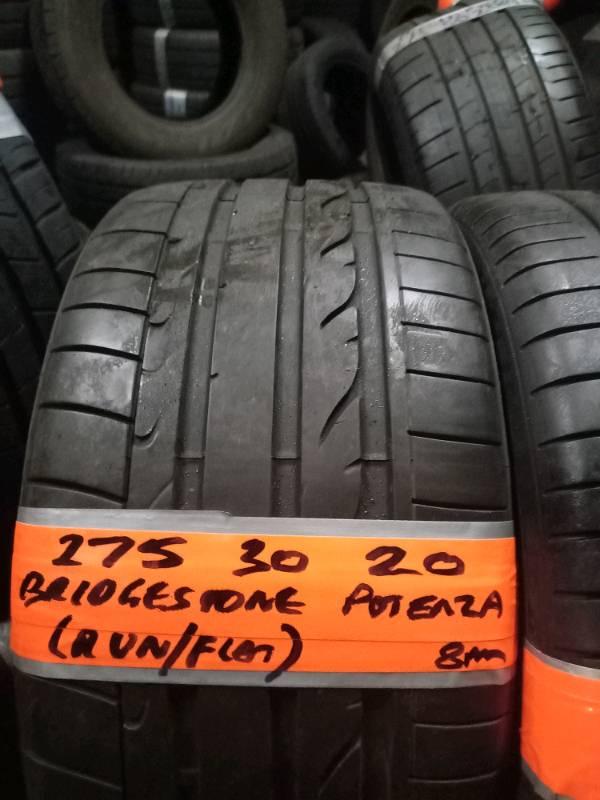 275 30 20
BRIDGESTONE POTENZA
(RUN/FLAT) 8mm